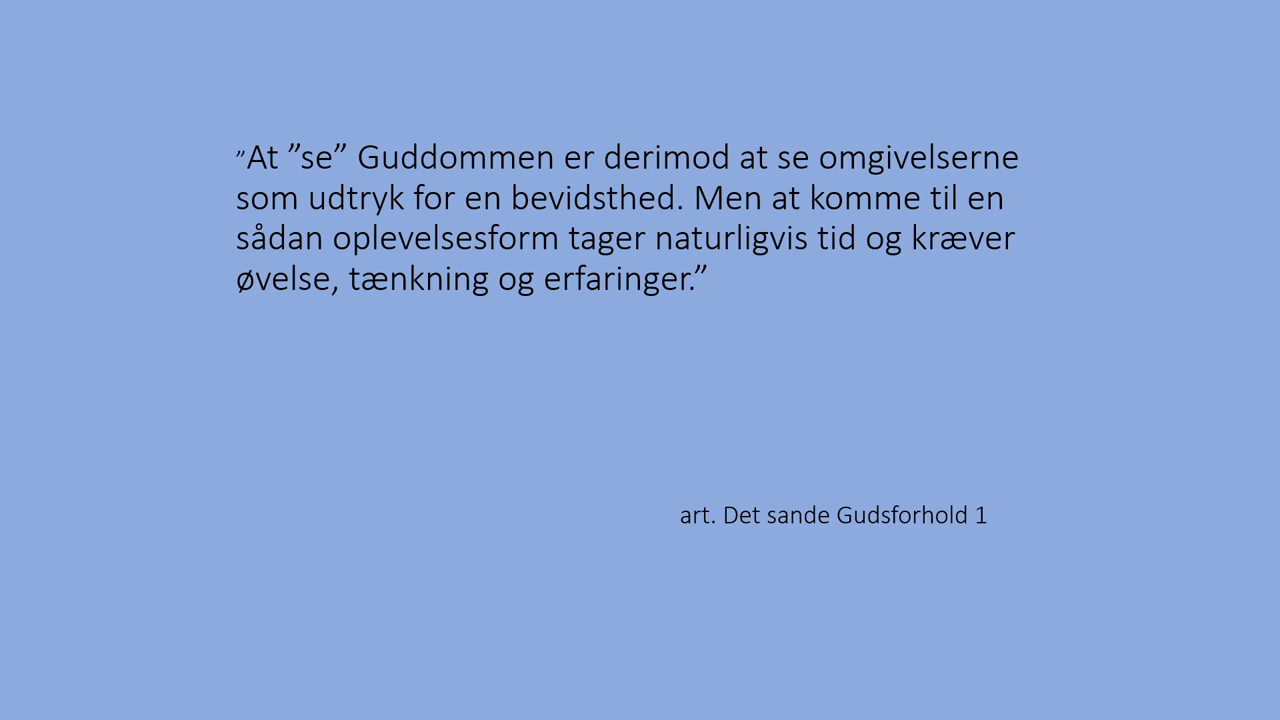 ”At ”se” Guddommen er derimod at se omgivelserne
som udtryk for en bevidsthed. Men at komme til en
sådan oplevelsesform tager naturligvis tid og kræver
øvelse, tænkning og erfaringer.”
art. Det sande Gudsforhold 1